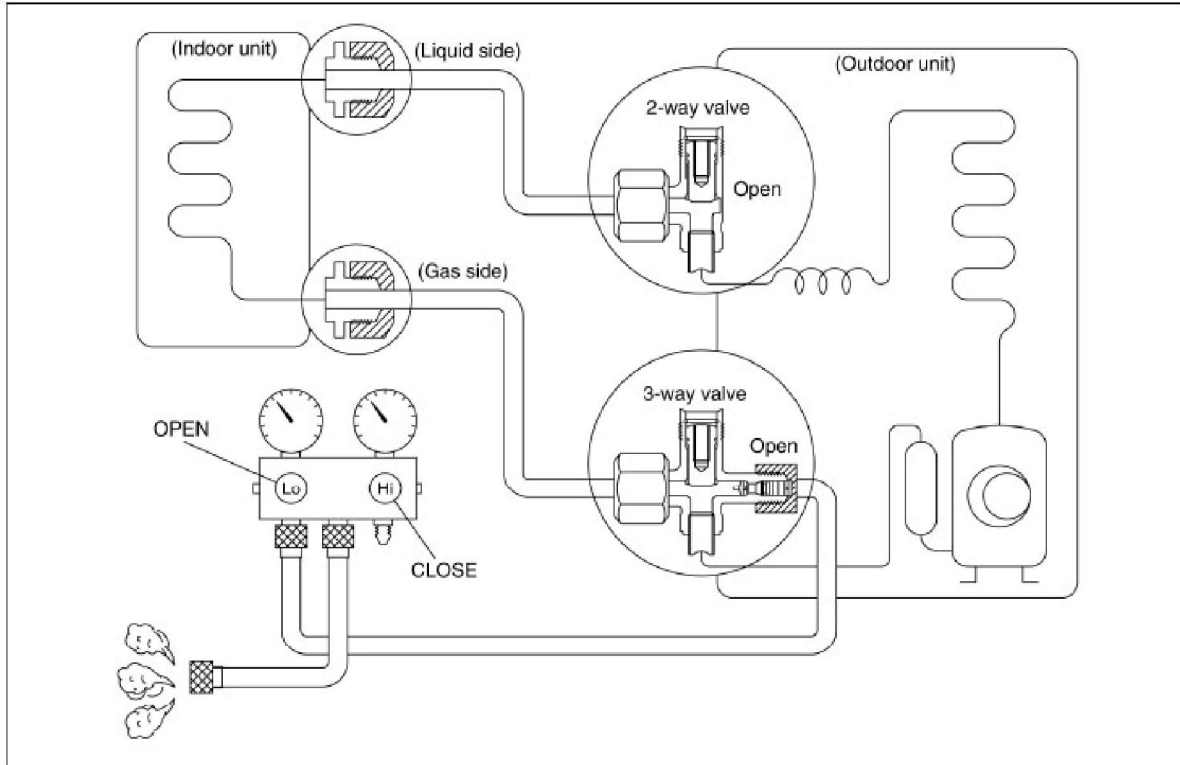 (Indoor unit)
(Liquid side)
(Outdoor unit)
2-way valve
Open
(Gas side)
3-way valve
Open
OPEN
Lo
Hi
CLOSE